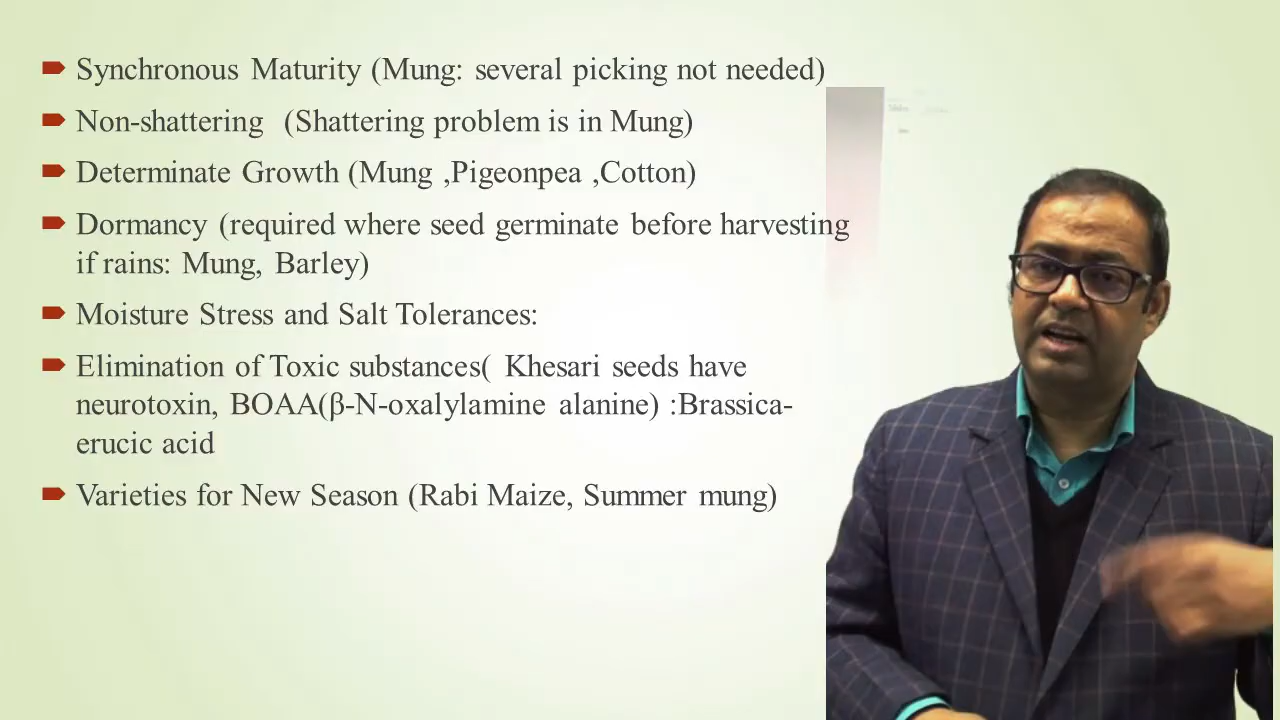 Synchronous Maturity (Mung: several picking not needed)
Non-shattering (Shattering problem is in Mung)
Determinate Growth (Mung ,Pigeonpea ,Cotton)
Dormancy (required where seed germinate before harvesting
if rains: Mung, Barley)
Moisture Stress and Salt Tolerances:
Elimination of Toxic substances( Khesari seeds have
neurotoxin, BOAA(β-N-oxalylamine alanine) :Brassica-
erucic acid
Varieties for New Season (Rabi Maize, Summer mung)